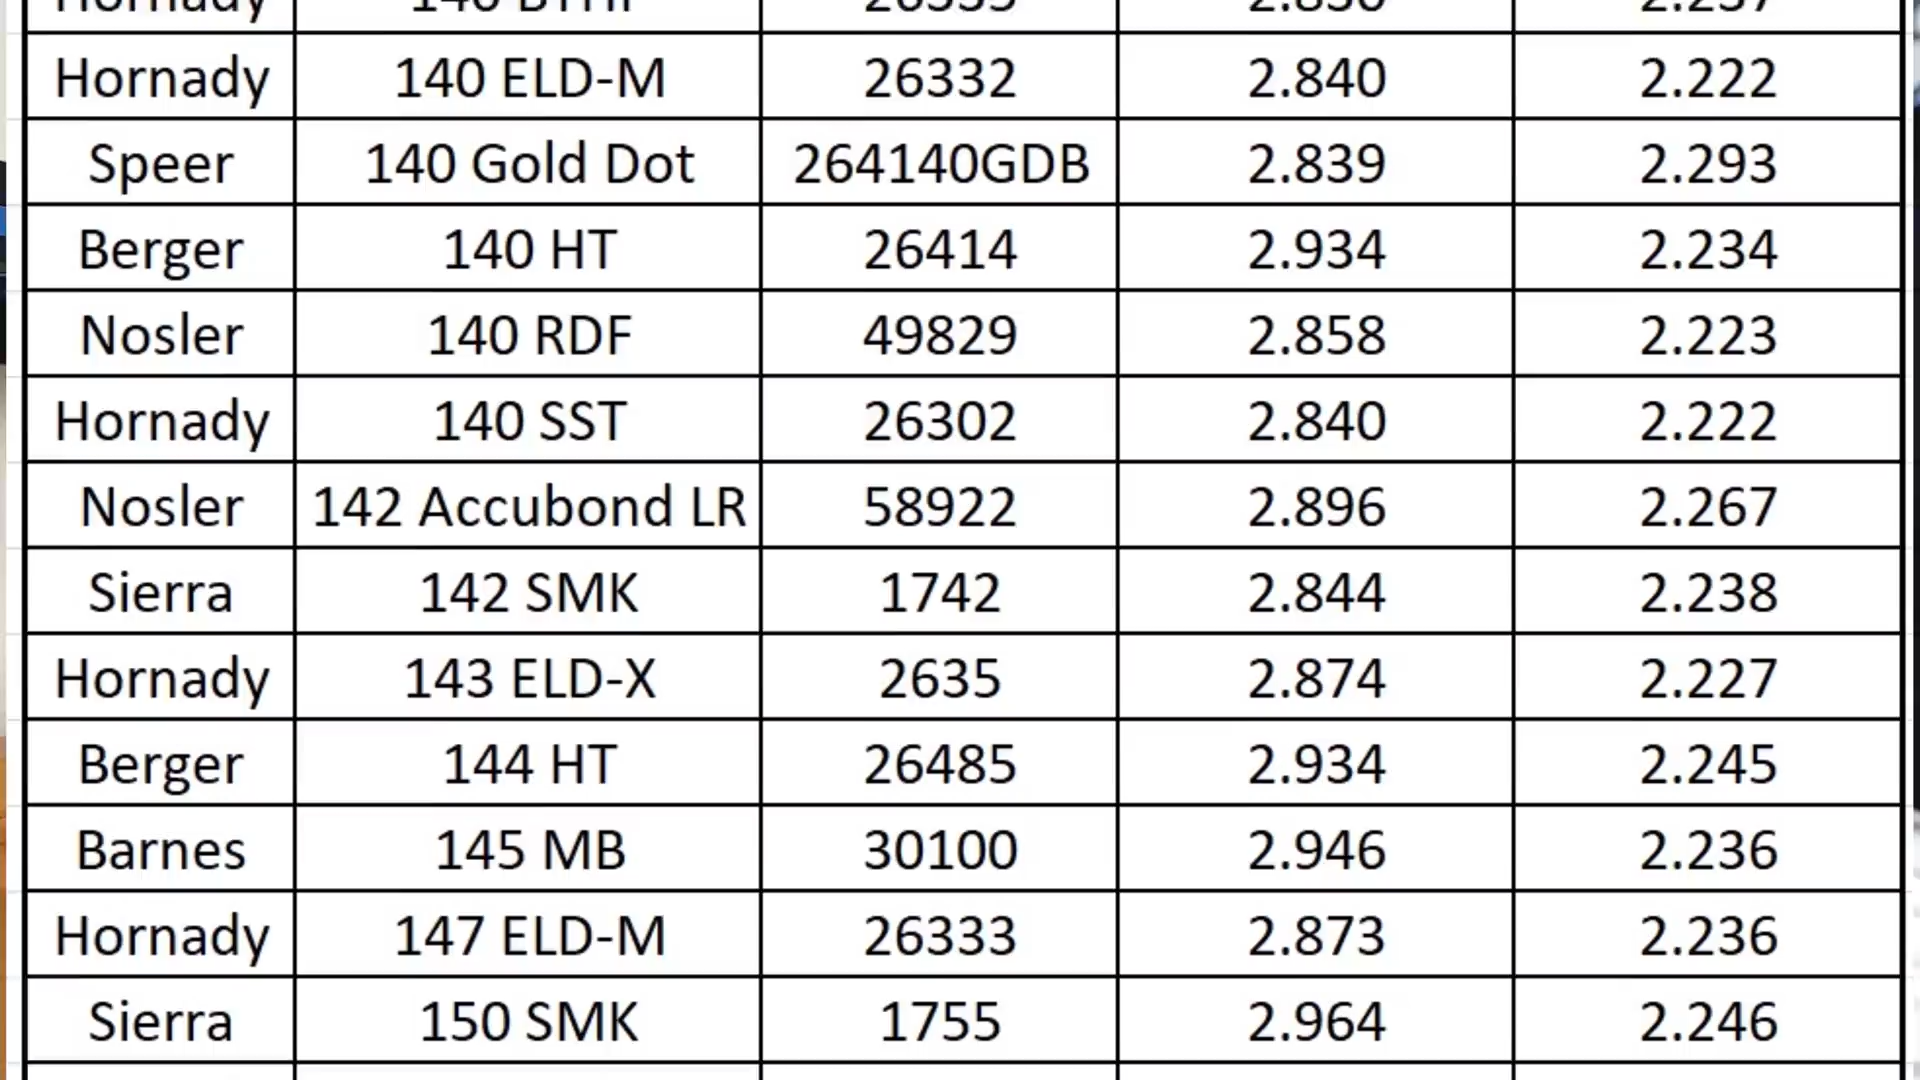 Hornady 140 BTHP
Hornady 140 ELD-M 26332 2.840 2.222
Speer 140 Gold Dot 264140GDB 2.839 2.293
Berger 140 HT 26414 2.934 2.234
Nosler 140 RDF 49829 2.858 2.223
Hornady 140 SST 26302 2.840 2.222
Nosler 142 Accubond LR 58922 2.896 2.267
Sierra 142 SMK 1742 2.844 2.238
Hornady 143 ELD-X 2635 2.874 2.227
Berger 144 HT 26485 2.934 2.245
Barnes 145 MB 30100 2.946 2.236
Hornady 147 ELD-M 26333 2.873 2.236
Sierra 150 SMK 1755 2.964 2.246